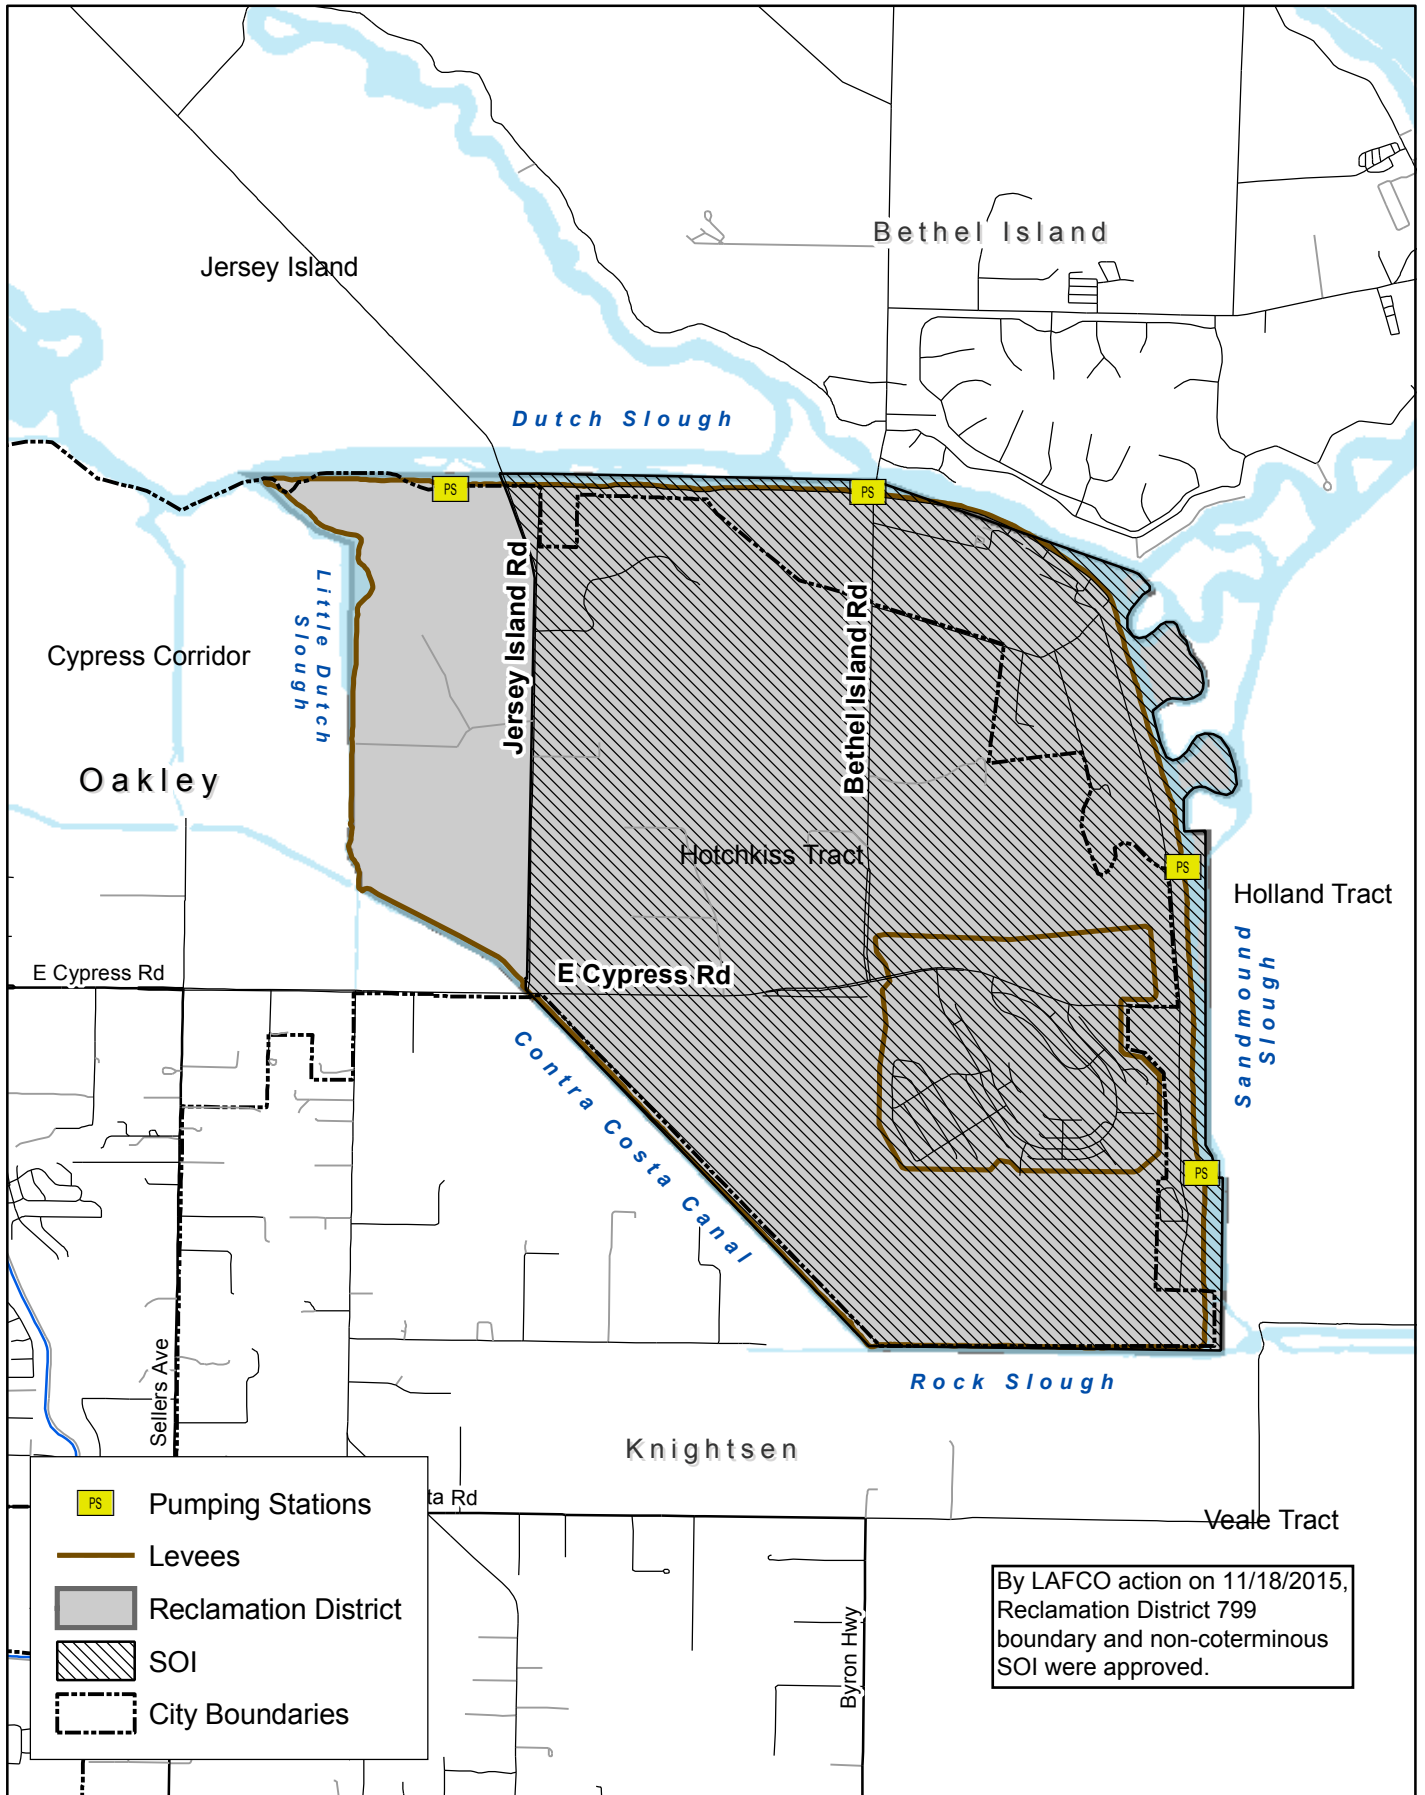 Bethel Island
Jersey Island
Dutch Slough
PS
PS
Jersey Island Rd
Bethel Island Rd
Little Dutch
Slough
Cypress Corridor
Oakley
Hotchkiss Tract
PS
Holland Tract
Sandmound
Slough
E Cypress Rd
E Cypress Rd
Contra Costa Canal
PS
Rock Slough
Sellers Ave
Knightsen
ta Rd
Veale Tract
Byron Hwy
PS Pumping Stations
Levees
Reclamation District
SOI
City Boundaries
By LAFCO action on 11/18/2015,
Reclamation District 799
boundary and non-coterminous
SOI were approved.